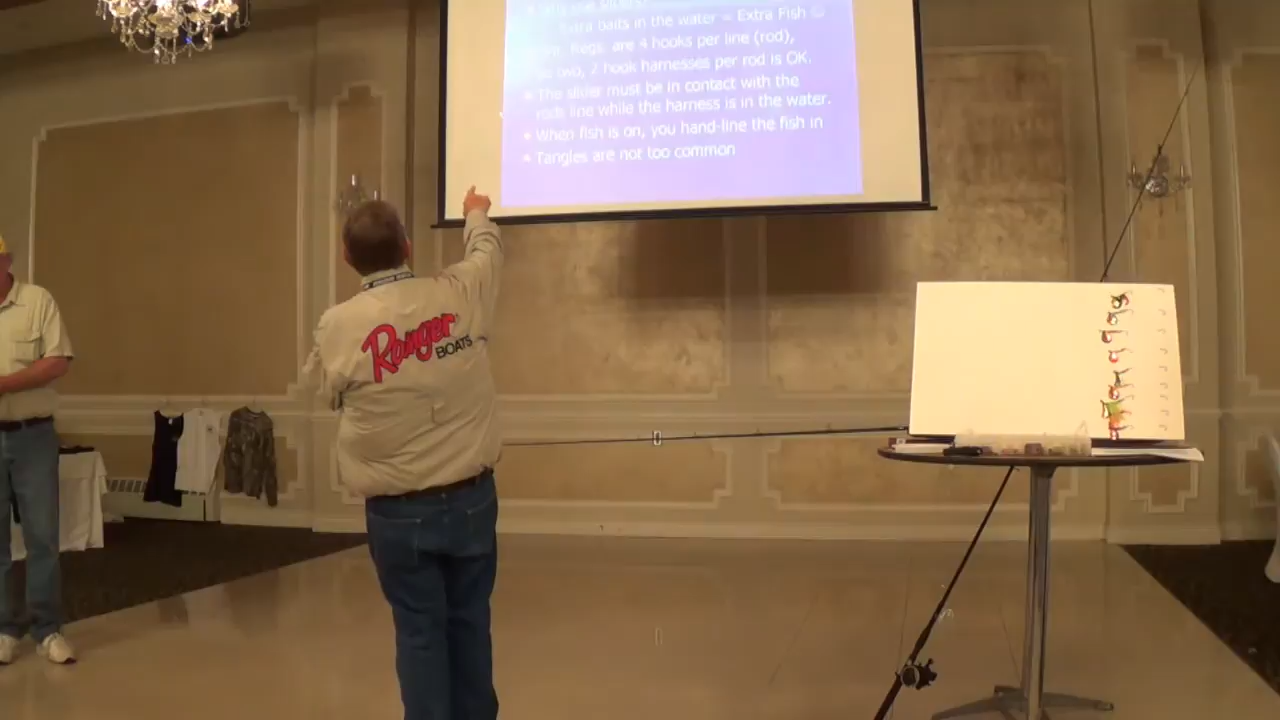 Extra baits in the water = Extra Fish ☺
Regs. are 4 hooks per line (rod),
so two, 2 hook harnesses per rod is OK.
The slider must be in contact with the
rods line while the harness is in the water.
When fish is on, you hand-line the fish in
Tangles are not too common
Ranger
BOATS